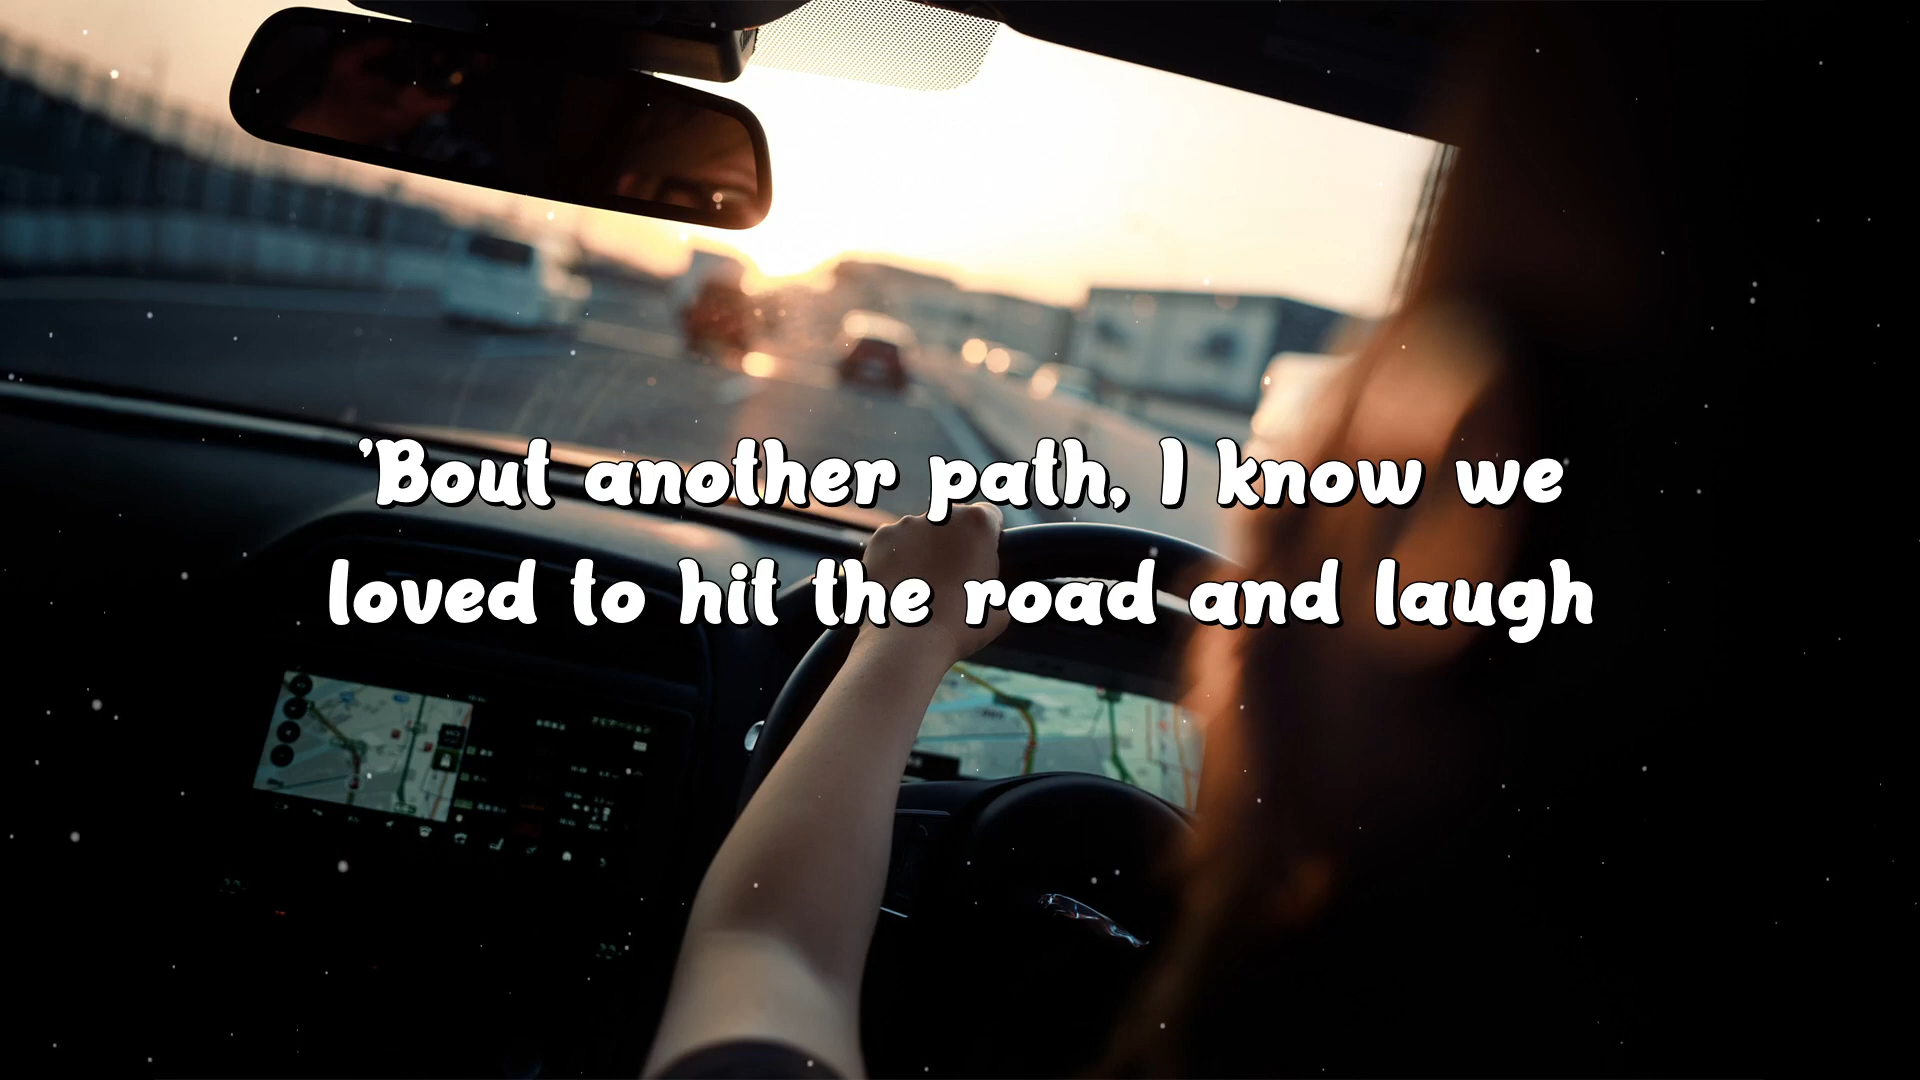 'Bout another path, I know we
loved to hit the road and laugh